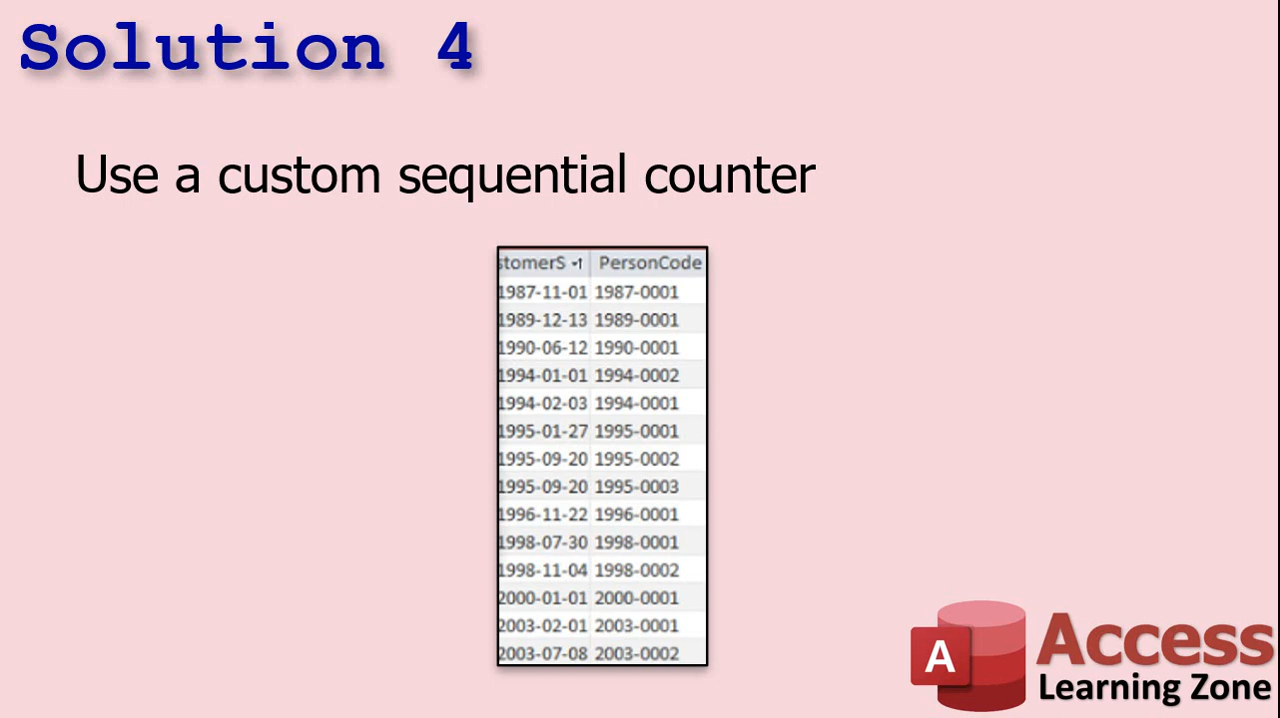 Solution 4
Use a custom sequential counter
stomerS PersonCode
1987-11-01 1987-0001
1989-12-13 1989-0001
1990-06-12 1990-0001
1994-01-01 1994-0002
1994-02-03 1994-0001
1995-01-27 1995-0001
1995-09-20 1995-0002
1995-09-20 1995-0003
1996-11-22 1996-0001
1998-07-30 1998-0001
1998-11-04 1998-0002
2000-01-01 2000-0001
2003-02-01 2003-0001
2003-07-08 2003-0002
A Access
Learning Zone